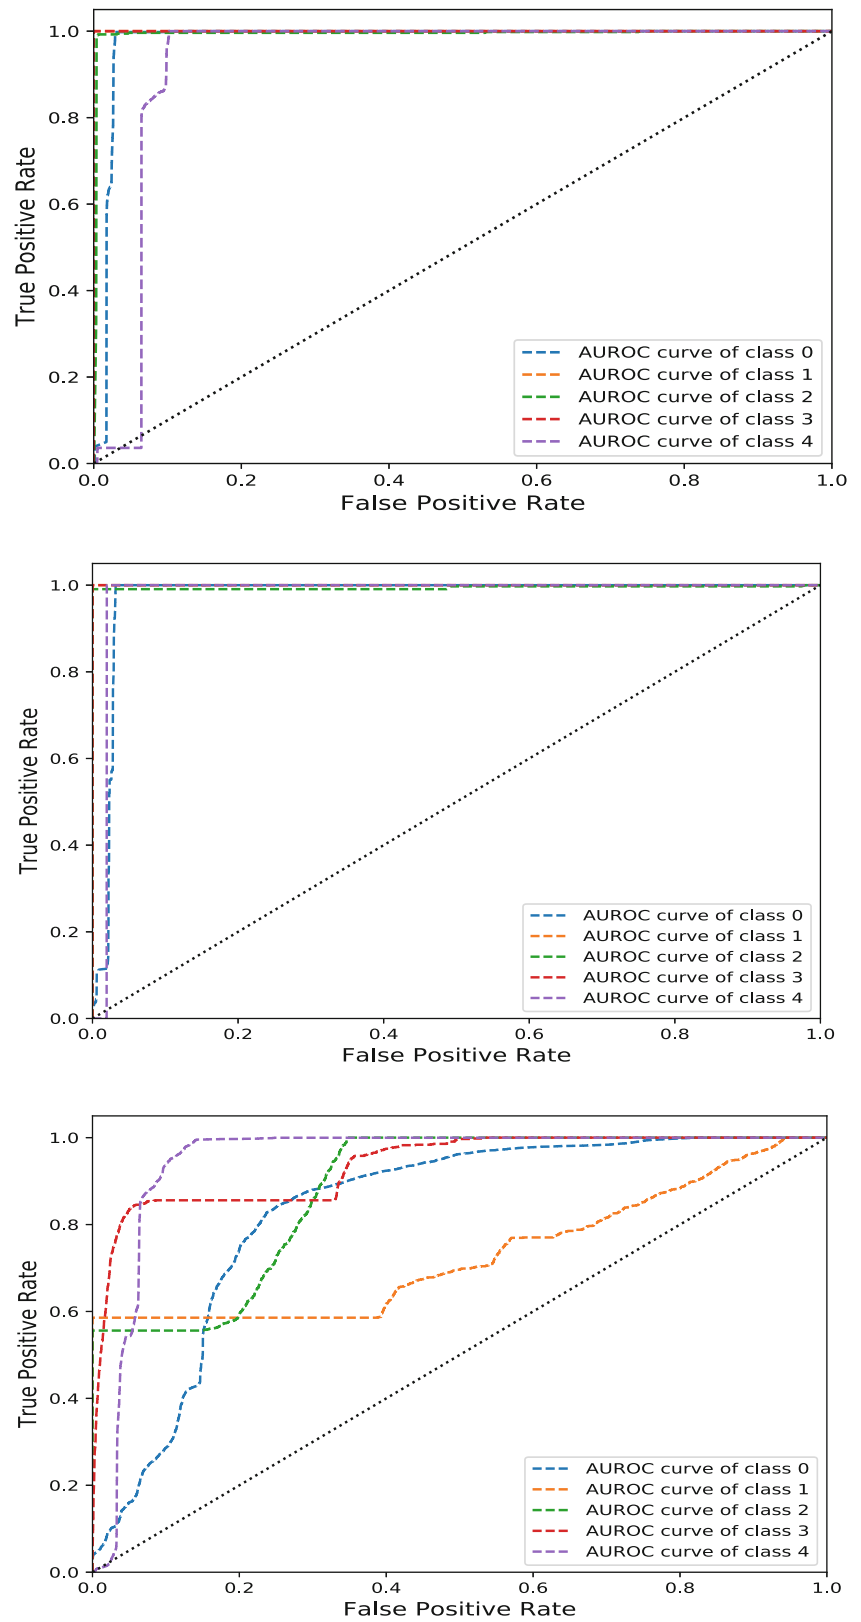 1.0
0.8
0.6
0.4
0.2
0.0
True Positive Rate
AUROC curve of class 0
AUROC curve of class 1
AUROC curve of class 2
AUROC curve of class 3
AUROC curve of class 4
0.0 0.2 0.4 0.6 0.8 1.0
False Positive Rate
1.0
0.8
0.6
0.4
0.2
0.0
True Positive Rate
AUROC curve of class 0
AUROC curve of class 1
AUROC curve of class 2
AUROC curve of class 3
AUROC curve of class 4
0.0 0.2 0.4 0.6 0.8 1.0
False Positive Rate
1.0
0.8
0.6
0.4
0.2
0.0
True Positive Rate
AUROC curve of class 0
AUROC curve of class 1
AUROC curve of class 2
AUROC curve of class 3
AUROC curve of class 4
0.0 0.2 0.4 0.6 0.8 1.0
False Positive Rate